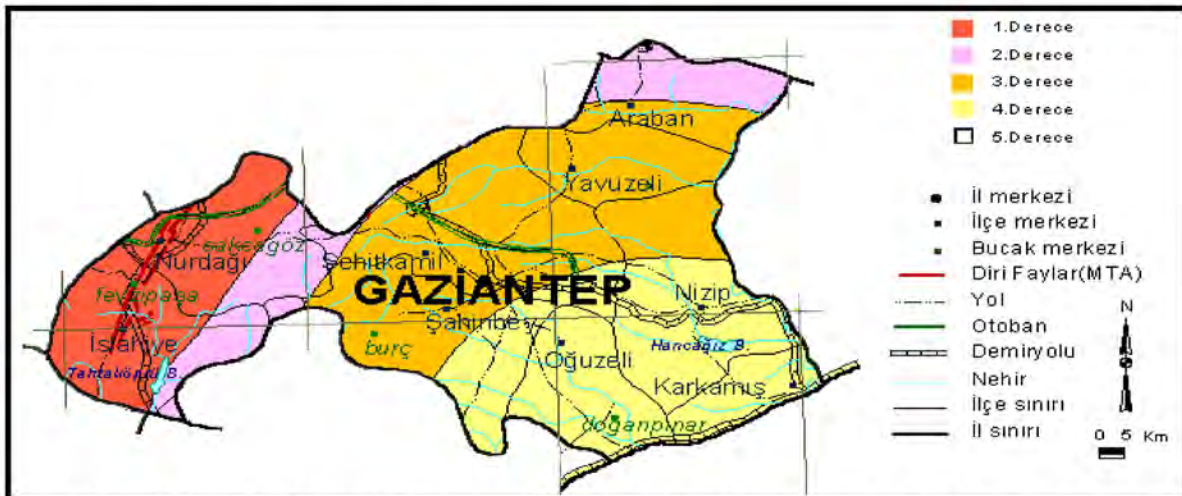 1.Derece
2.Derece
3.Derece
4.Derece
5.Derece
İl merkezi
İlçe merkezi
Bucak merkezi
Diri Faylar(MTA)
Yol
Otoban
Demiryolu
Nehir
İlçe sınırı
İl sınırı
N
0 5 Km
Araban
Yavuzeli
sakçagöz
Nurdağı
Şehitkamil
fevzipaşa
GAZİANTEP
Nizip
Şahinbey
İslahiye
burç
Oğuzeli
Hancağız B.
Tahtaköprü B.
Karkamış
doğanpınar